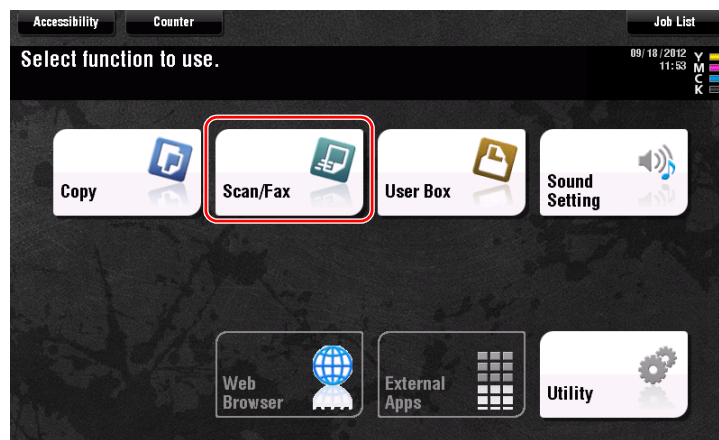 Accessibility Counter Job List
Select function to use.
09/18/2012
11:53
Y
M
C
K
Copy
Scan/Fax
User Box
Sound
Setting
Web
Browser
External
Apps
Utility